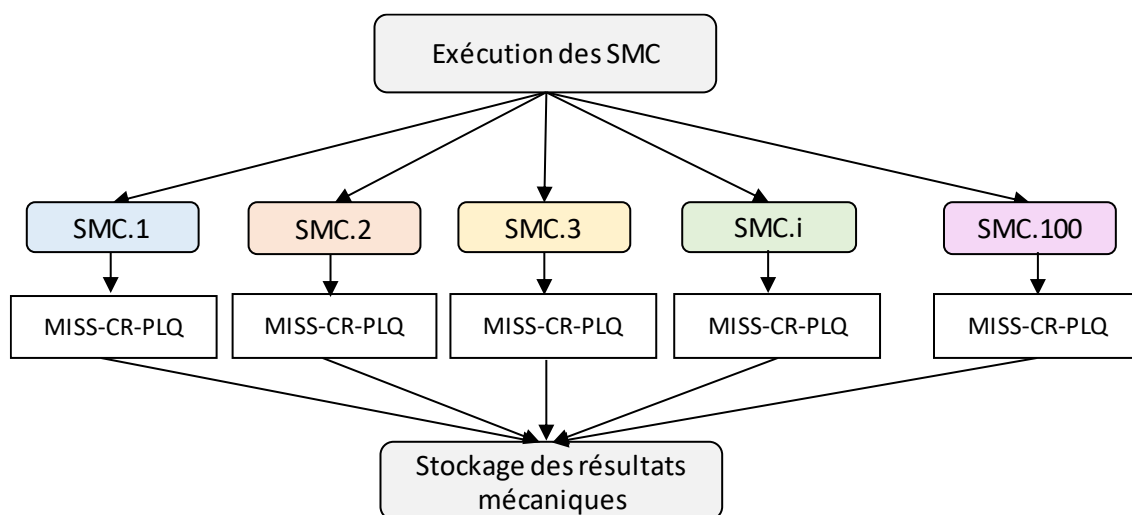 Exécution des SMC
SMC.1
SMC.2
SMC.3
SMC.i
SMC.100
MISS-CR-PLQ
MISS-CR-PLQ
MISS-CR-PLQ
MISS-CR-PLQ
MISS-CR-PLQ
Stockage des résultats
mécaniques